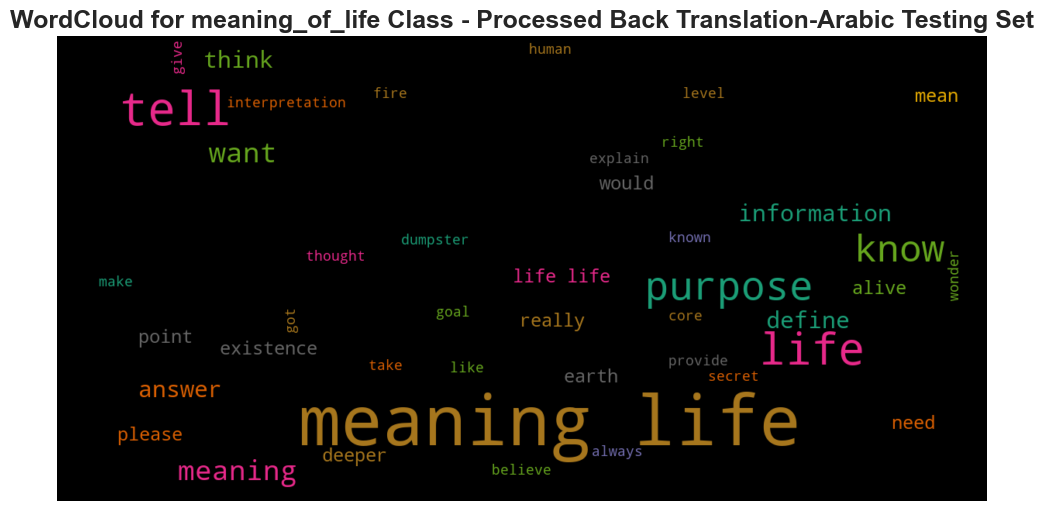 WordCloud for meaning_of_life Class - Processed Back Translation-Arabic Testing Set
give
think
human
tell
interpretation
fire
level
mean
want
right
explain
would
information
dumpster
known
know
thought
wonder
make
life life
purpose
alive
got
goal
really
core
define
point
existence
life
take
like
provide
earth
secret
answer
meaning life
need
please
deeper
always
meaning
believe